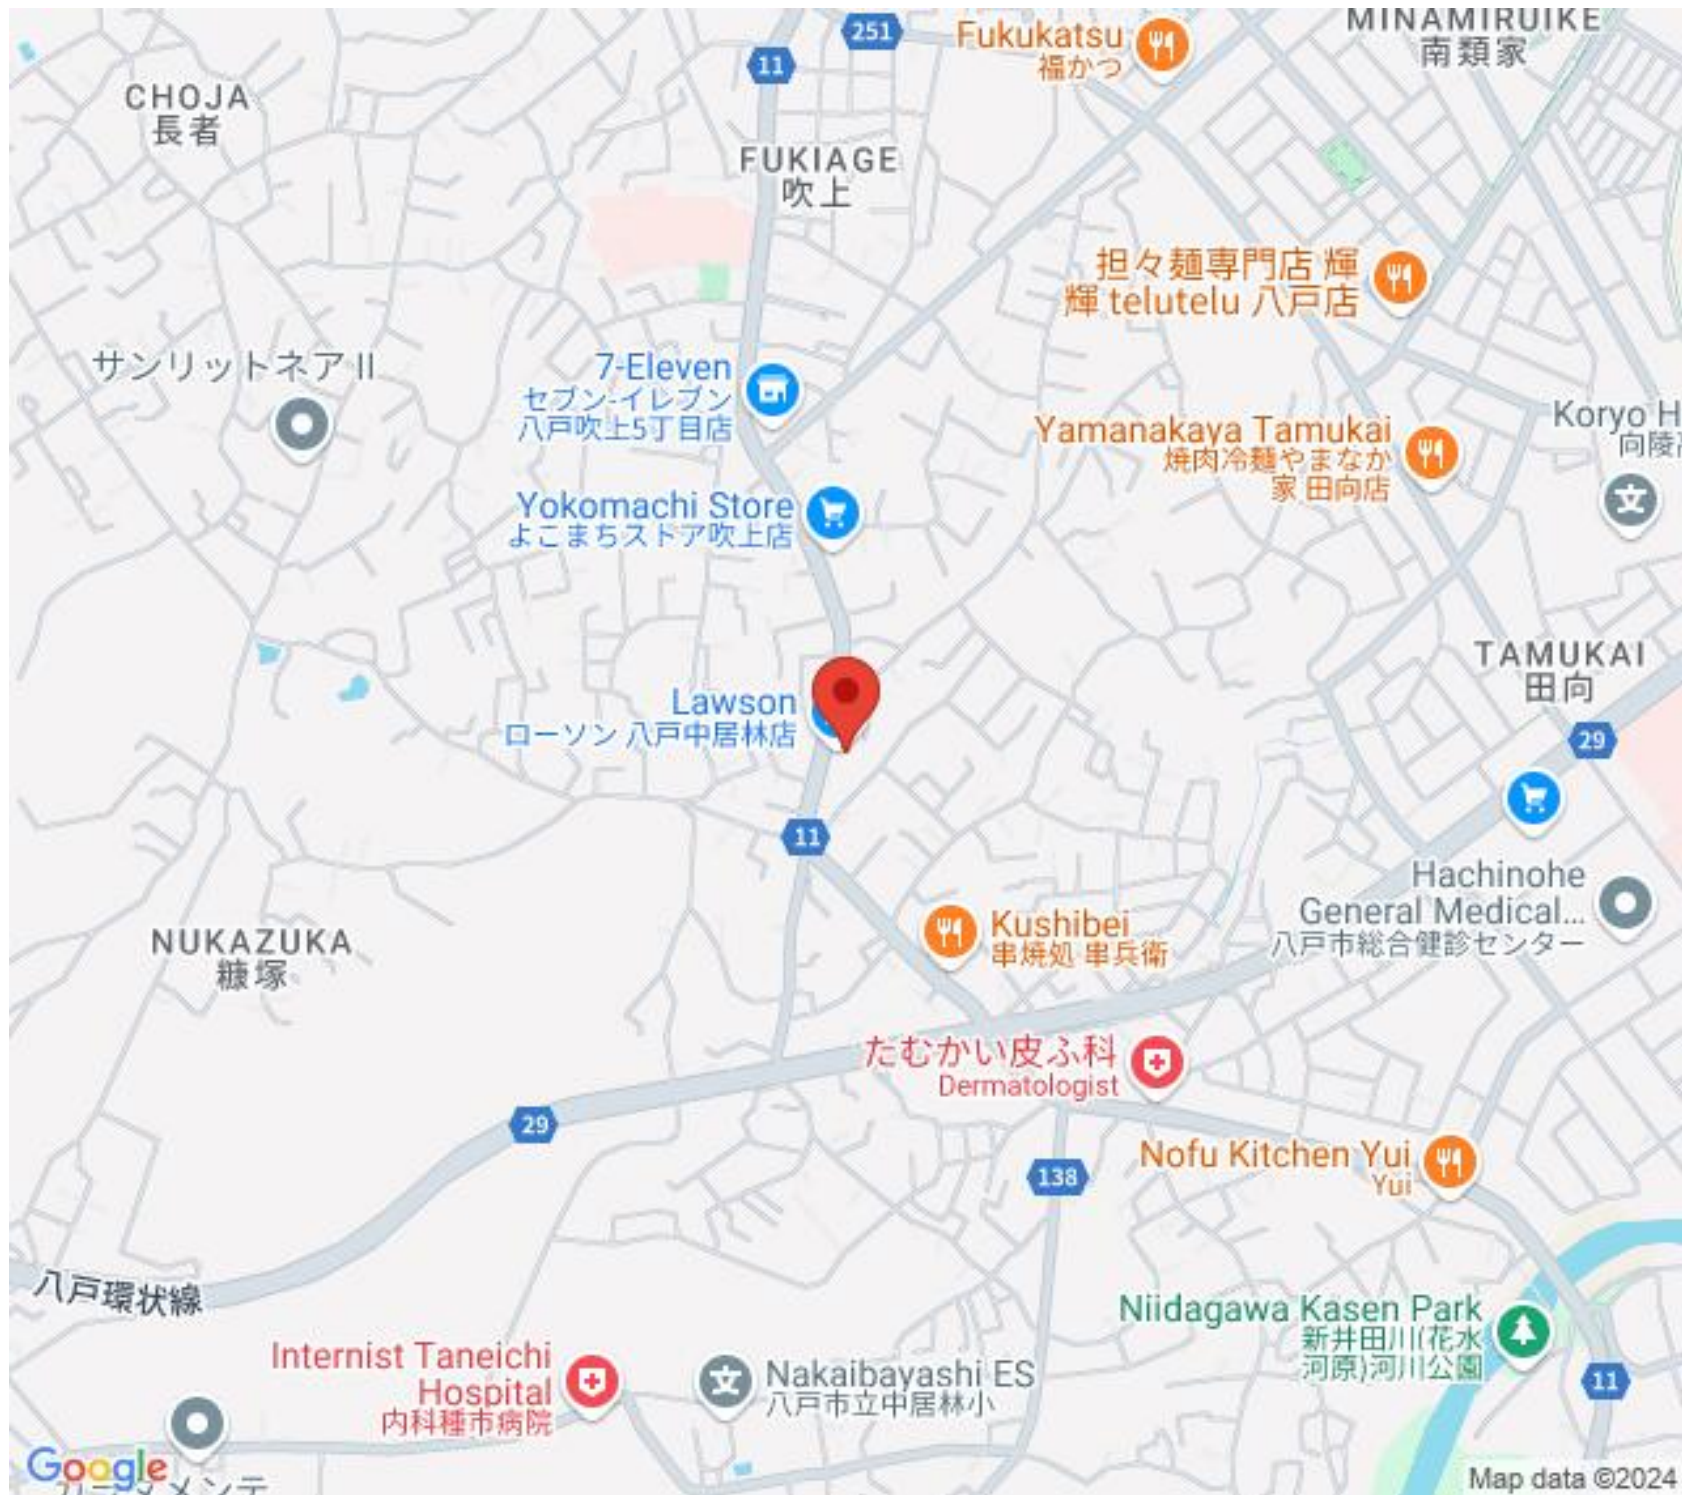 251
11
Fukukatsu
福かつ
MINAMIRUIKE
南類家
CHOJA
長者
FUKIAGE
吹上
担々麺専門店 輝
輝 telutelu 八戸店
サンリットネア II
7-Eleven
セブン-イレブン
八戸吹上5丁目店
Koryo H
向陵
Yamanakaya Tamukai
焼肉冷麺やまなか
家 田向店
Yokomachi Store
よこまちストア吹上店
TAMUKAI
田向
Lawson
ローソン 八戸中居林店
29
11
Hachinohe
General Medical...
八戸市総合健診センター
Kushibei
串焼処 串兵衛
NUKAZUKA
糠塚
たむかい皮ふ科
Dermatologist
29
138
Nofu Kitchen Yui
Yui
八戸環状線
Niidagawa Kasen Park
新井田川(花水
河原)河川公園
Internist Taneichi
Hospital
内科種市病院
Nakaibayashi ES
八戸市立中居林小
11
Google
Map data ©2024